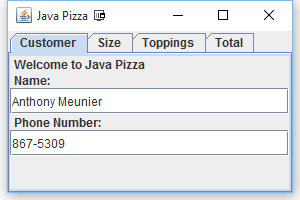 Java Pizza
Customer Size Toppings Total
Welcome to Java Pizza
Name:
Anthony Meunier
Phone Number:
867-5309